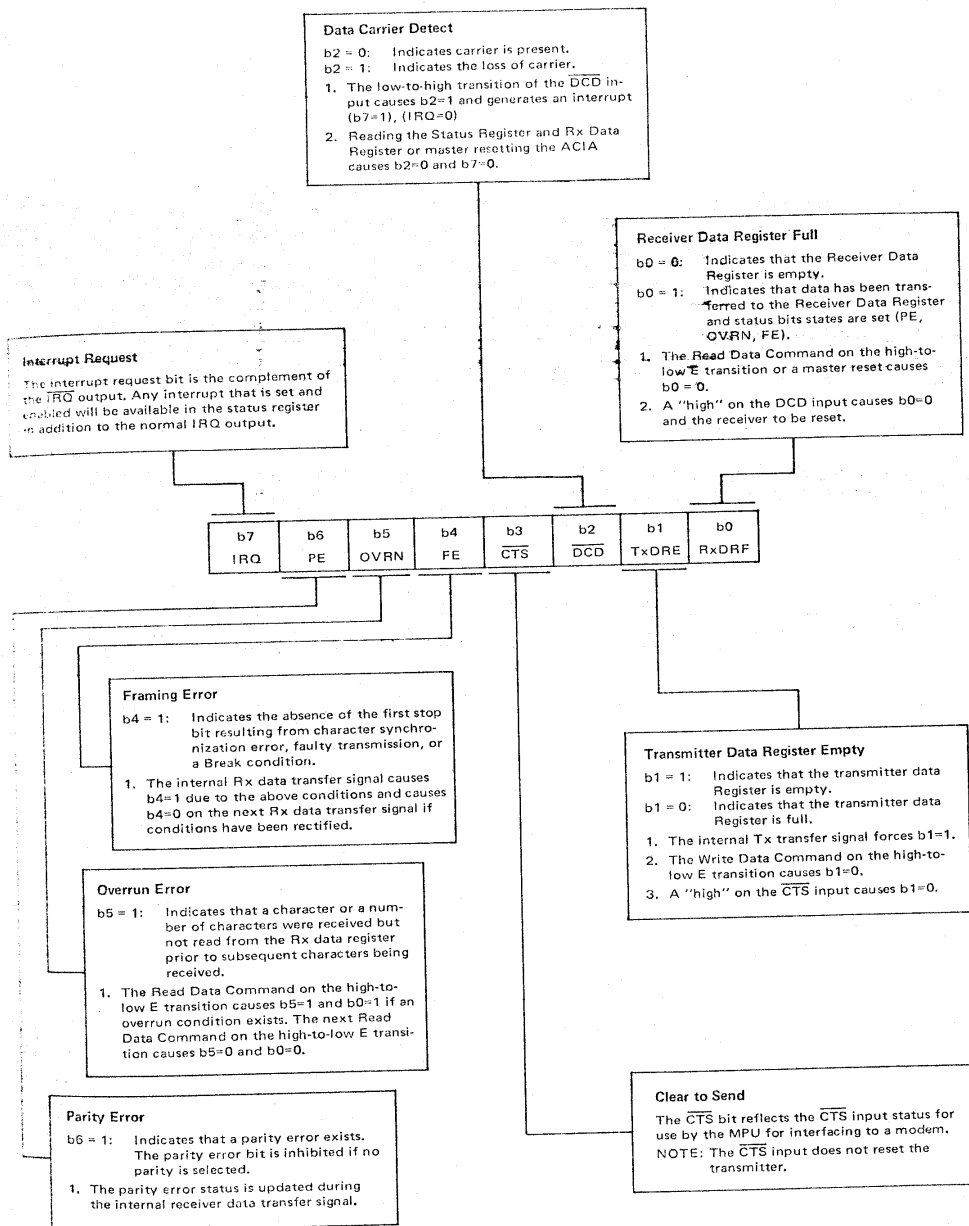 Data Carrier Detect
b2 = 0: Indicates carrier is present.
b2 = 1: Indicates the loss of carrier.
1. The low-to-high transition of the D̅C̅D̅ in-
put causes b2=1 and generates an interrupt
(b7=1), (IRQ=0)
2. Reading the Status Register and Rx Data
Register or master resetting the ACIA
causes b2=0 and b7=0.
Receiver Data Register Full
b0 = 0: Indicates that the Receiver Data
Register is empty.
b0 = 1: Indicates that data has been trans-
ferred to the Receiver Data Register
and status bits states are set (PE,
OVRN, FE).
1. The Read Data Command on the high-to-
low E transition or a master reset causes
b0 = 0.
2. A "high" on the DCD input causes b0=0
and the receiver to be reset.
Interrupt Request
The interrupt request bit is the complement of
the I̅R̅Q̅ output. Any interrupt that is set and
enabled will be available in the status register
in addition to the normal IRQ output.
b7 b6 b5 b4 b3 b2 b1 b0
IRQ PE OVRN FE C̅T̅S̅ D̅C̅D̅ TxDRE RxDRF
Framing Error
b4 = 1: Indicates the absence of the first stop
bit resulting from character synchro-
nization error, faulty transmission, or
a Break condition.
1. The internal Rx data transfer signal causes
b4=1 due to the above conditions and causes
b4=0 on the next Rx data transfer signal if
conditions have been rectified.
Transmitter Data Register Empty
b1 = 1: Indicates that the transmitter data
Register is empty.
b1 = 0: Indicates that the transmitter data
Register is full.
1. The internal Tx transfer signal forces b1=1.
2. The Write Data Command on the high-to-
low E transition causes b1=0.
3. A "high" on the C̅T̅S̅ input causes b1=0.
Overrun Error
b5 = 1: Indicates that a character or a num-
ber of characters were received but
not read from the Rx data register
prior to subsequent characters being
received.
1. The Read Data Command on the high-to-
low E transition causes b5=1 and b0=1 if an
overrun condition exists. The next Read
Data Command on the high-to-low E transi-
tion causes b5=0 and b0=0.
Parity Error
b6 = 1: Indicates that a parity error exists.
The parity error bit is inhibited if no
parity is selected.
1. The parity error status is updated during
the internal receiver data transfer signal.
Clear to Send
The C̅T̅S̅ bit reflects the C̅T̅S̅ input status for
use by the MPU for interfacing to a modem.
NOTE: The C̅T̅S̅ input does not reset the
transmitter.